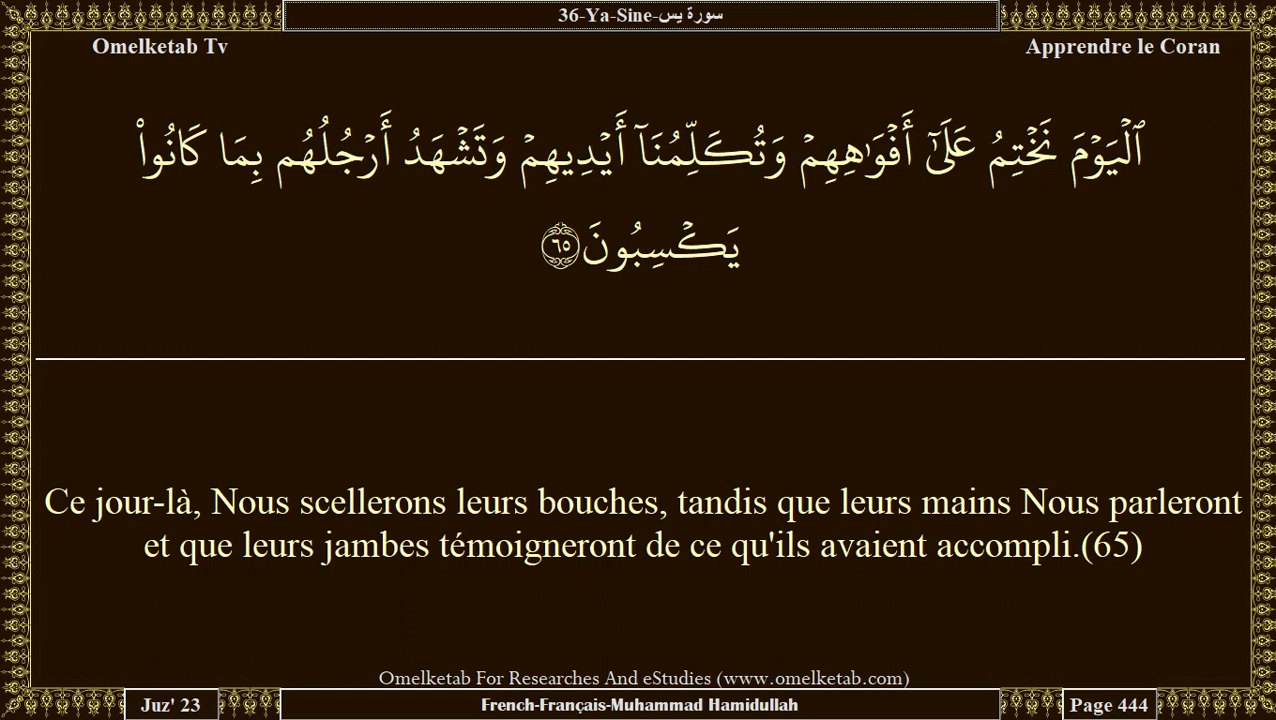 36-Ya-Sine-سورة يس
Omelketab Tv
Apprendre le Coran
ٱلۡيَوۡمَ نَخۡتِمُ عَلَىٰٓ أَفۡوَٰهِهِمۡ وَتُكَلِّمُنَآ أَيۡدِيهِمۡ وَتَشۡهَدُ أَرۡجُلُهُم بِمَا كَانُواْ
يَكۡسِبُونَ ٦٥
Ce jour-là, Nous scellerons leurs bouches, tandis que leurs mains Nous parleront
et que leurs jambes témoigneront de ce qu'ils avaient accompli.(65)
Omelketab For Researches And eStudies (www.omelketab.com)
Juz' 23
French-Français-Muhammad Hamidullah
Page 444